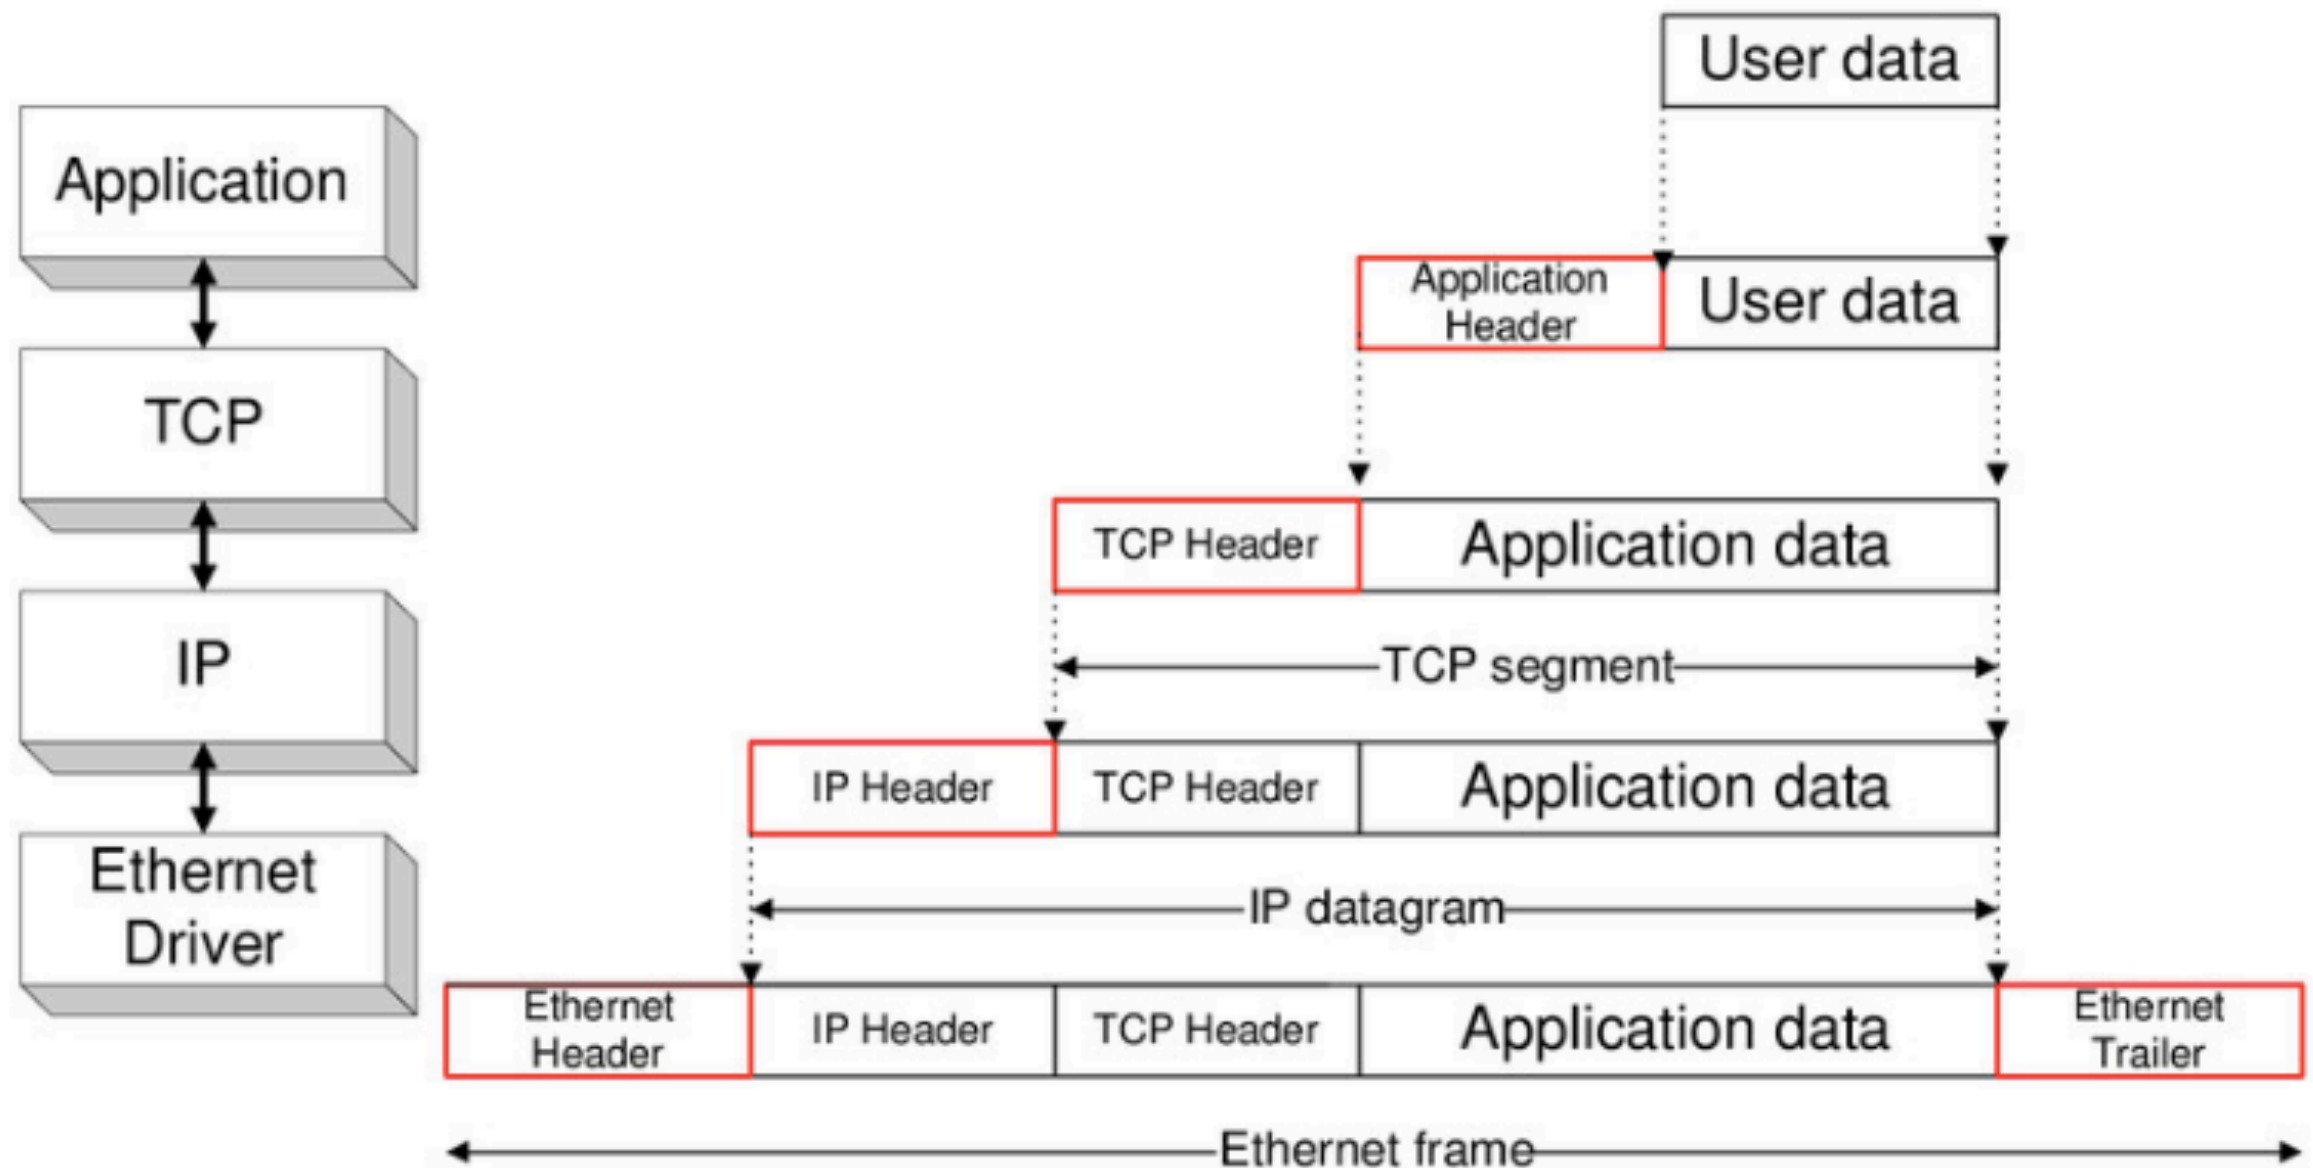 User data
Application
Application
Header
User data
TCP
TCP Header
Application data
IP
TCP segment
IP Header
TCP Header
Application data
Ethernet
Driver
IP datagram
Ethernet
Header
IP Header
TCP Header
Application data
Ethernet
Trailer
Ethernet frame